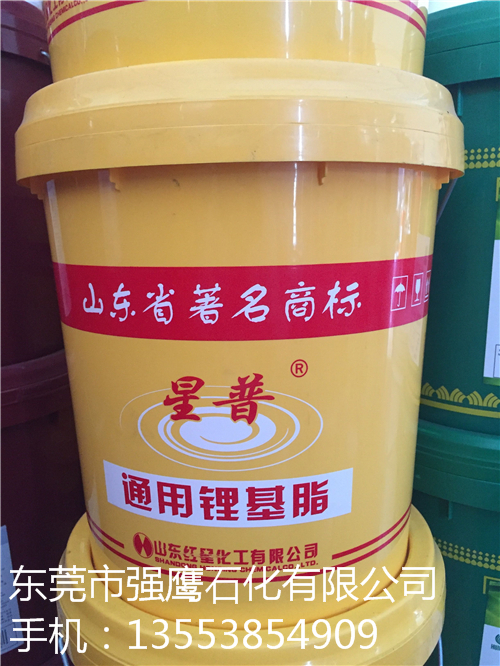 山东省著名商标
星普®
通用锂基脂
山东红星化工有限公司
东莞市强鹰石化有限公司
手机：13553854909